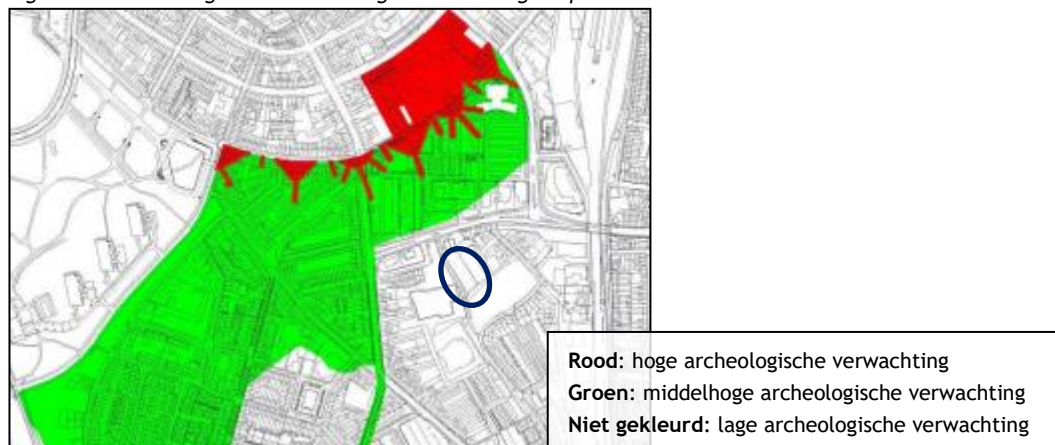 Rood: hoge archeologische verwachting
Groen: middelhoge archeologische verwachting
Niet gekleurd: lage archeologische verwachting